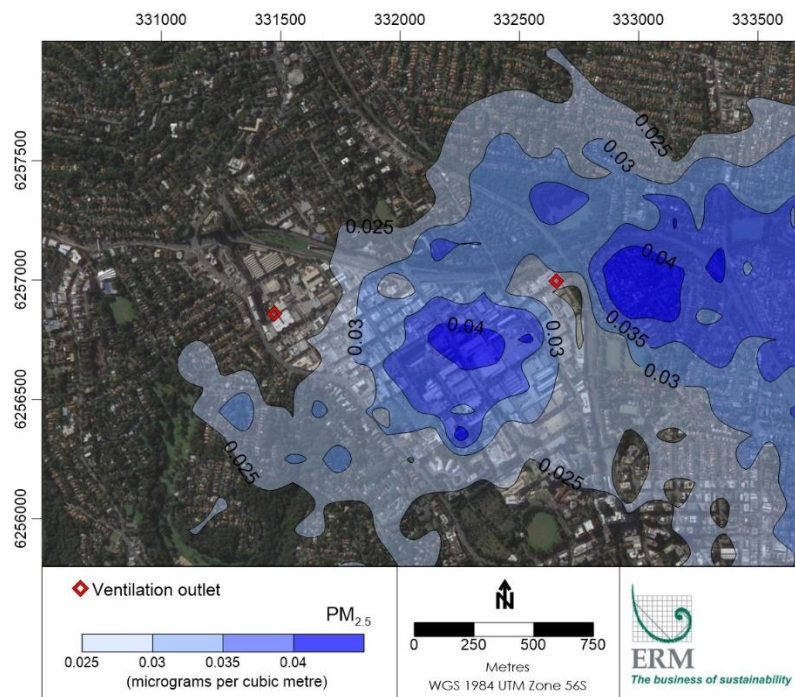 331000 331500 332000 332500 333000 333500
6257500
6257000
6256500
6256000
0.025
0.03
0.025
0.04
0.03
0.04
0.03
0.035
0.03
0.025
0.025
Ventilation outlet
PM2.5
0.025 0.03 0.035 0.04
(micrograms per cubic metre)
N
0 250 500 750
Metres
WGS 1984 UTM Zone 56S
ERM
The business of sustainability